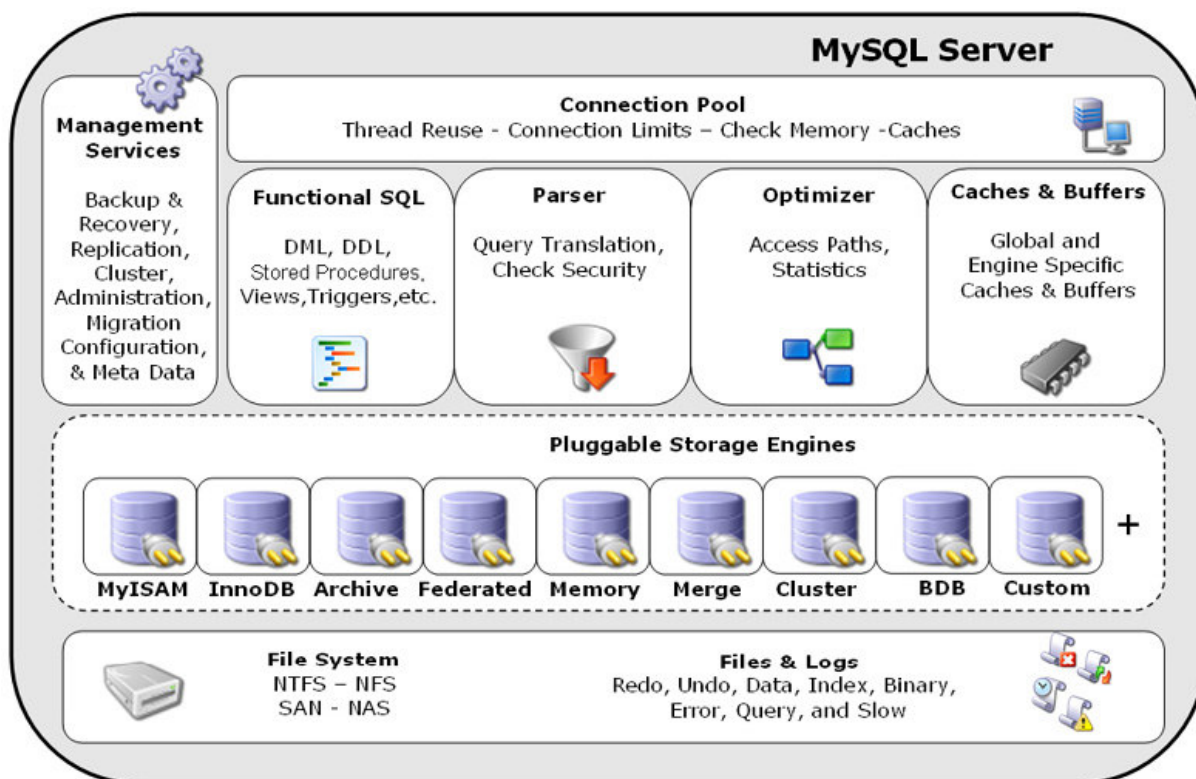 MySQL Server
Management
Services
Backup &
Recovery,
Replication,
Cluster,
Administration,
Migration
Configuration,
& Meta Data
Connection Pool
Thread Reuse - Connection Limits – Check Memory -Caches
Functional SQL
DML, DDL,
Stored Procedures,
Views,Triggers,etc.
Parser
Query Translation,
Check Security
Optimizer
Access Paths,
Statistics
Caches & Buffers
Global and
Engine Specific
Caches & Buffers
Pluggable Storage Engines
MyISAM
InnoDB
Archive
Federated
Memory
Merge
Cluster
BDB
Custom
+
File System
NTFS – NFS
SAN - NAS
Files & Logs
Redo, Undo, Data, Index, Binary,
Error, Query, and Slow